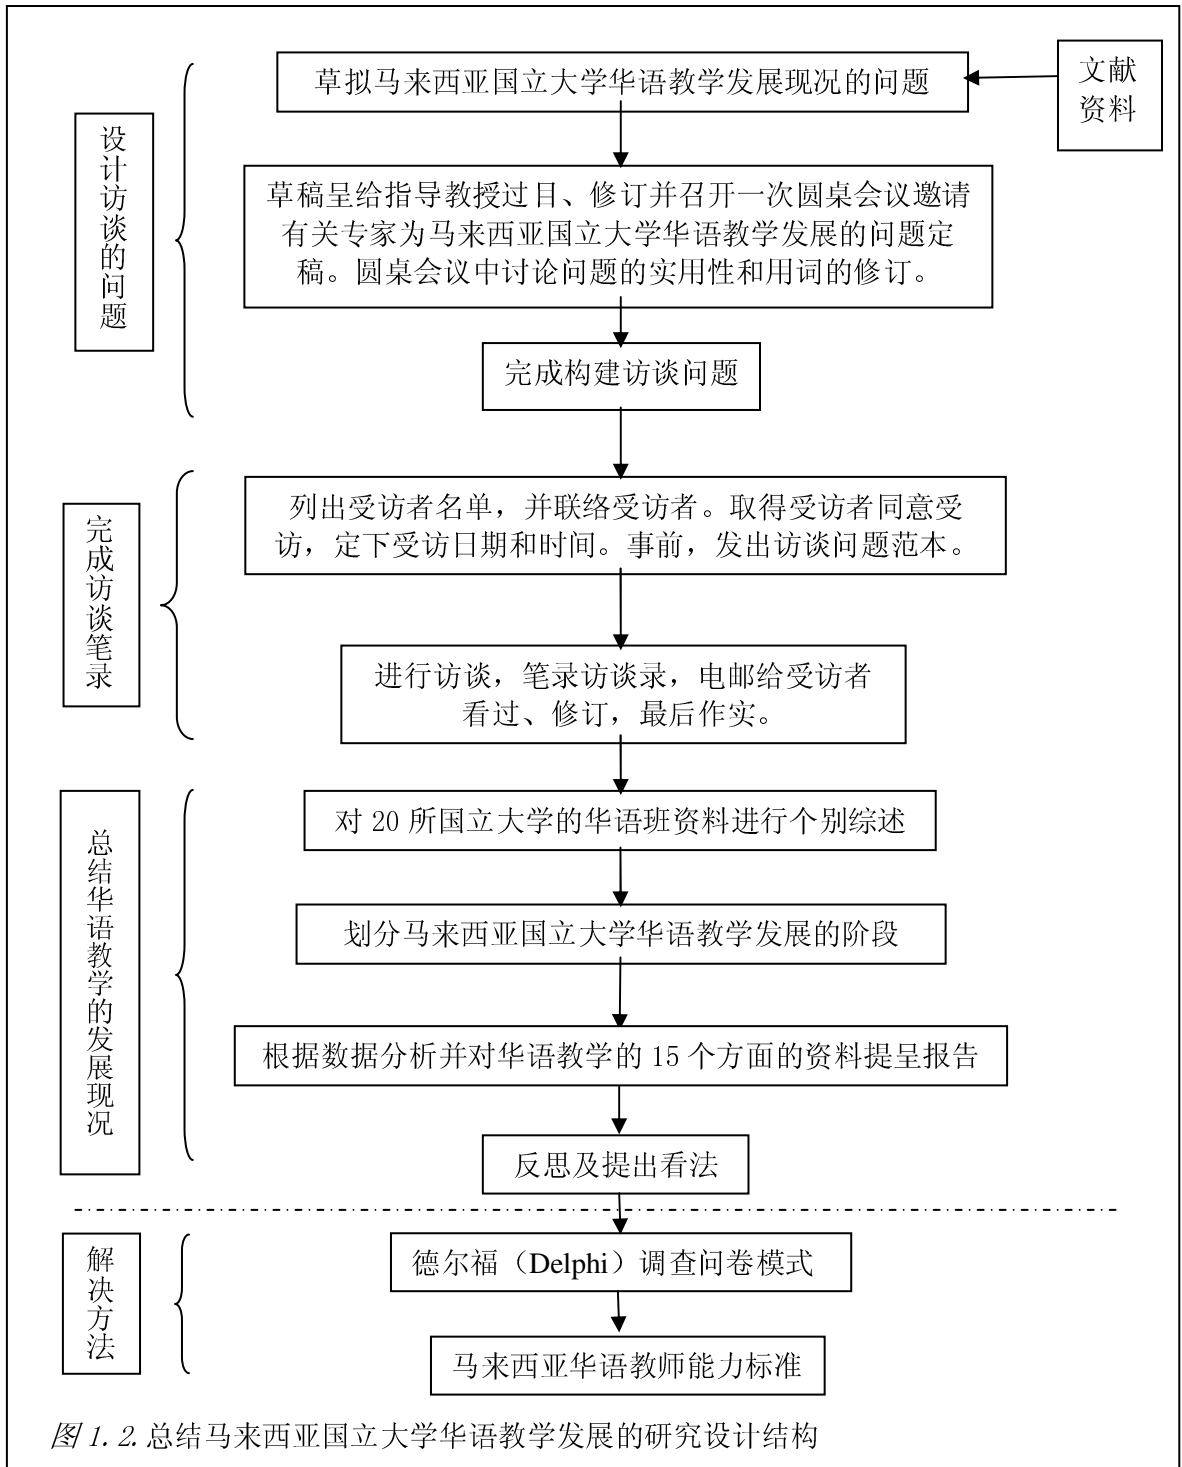 草拟马来西亚国立大学华语教学发展现况的问题
文献
资料
设计访谈的问题
草稿呈给指导教授过目、修订并召开一次圆桌会议邀请
有关专家为马来西亚国立大学华语教学发展的问题定
稿。圆桌会议中讨论问题的实用性和用词的修订。
完成构建访谈问题
完成访谈笔录
列出受访者名单，并联络受访者。取得受访者同意受
访，定下受访日期和时间。事前，发出访谈问题范本。
进行访谈，笔录访谈录，电邮给受访者
看过、修订，最后作实。
总结华语教学的发展现况
对 20 所国立大学的华语班资料进行个别综述
划分马来西亚国立大学华语教学发展的阶段
根据数据分析并对华语教学的 15 个方面的资料提呈报告
反思及提出看法
解决方法
德尔福（Delphi）调查问卷模式
马来西亚华语教师能力标准
图 1.2.总结马来西亚国立大学华语教学发展的研究设计结构